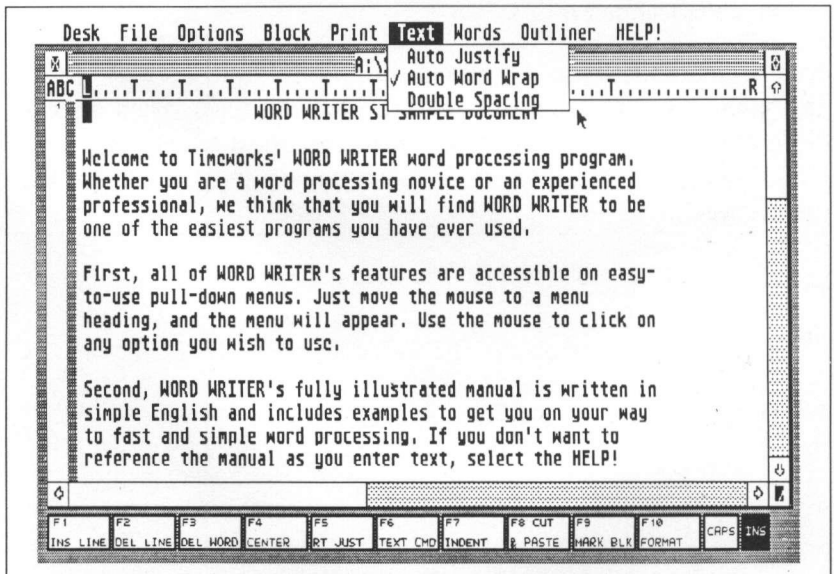 Desk File Options Block Print Text Words Outliner HELP!
A:\
Auto Justify
✓ Auto Word Wrap
Double Spacing
ABC L....T....T....T....T....T....T.............R
1
WORD WRITER ST SAMPLE DOCUMENT
Welcome to Timeworks' WORD WRITER word processing program.
Whether you are a word processing novice or an experienced
professional, we think that you will find WORD WRITER to be
one of the easiest programs you have ever used.
First, all of WORD WRITER's features are accessible on easy-
to-use pull-down menus. Just move the mouse to a menu
heading, and the menu will appear. Use the mouse to click on
any option you wish to use.
Second, WORD WRITER's fully illustrated manual is written in
simple English and includes examples to get you on your way
to fast and simple word processing. If you don't want to
reference the manual as you enter text, select the HELP!
F1 F2 F3 F4 F5 F6 F7 F8 CUT F9 F10
INS LINE DEL LINE DEL WORD CENTER RT JUST TEXT CMD INDENT & PASTE MARK BLK FORMAT CAPS INS